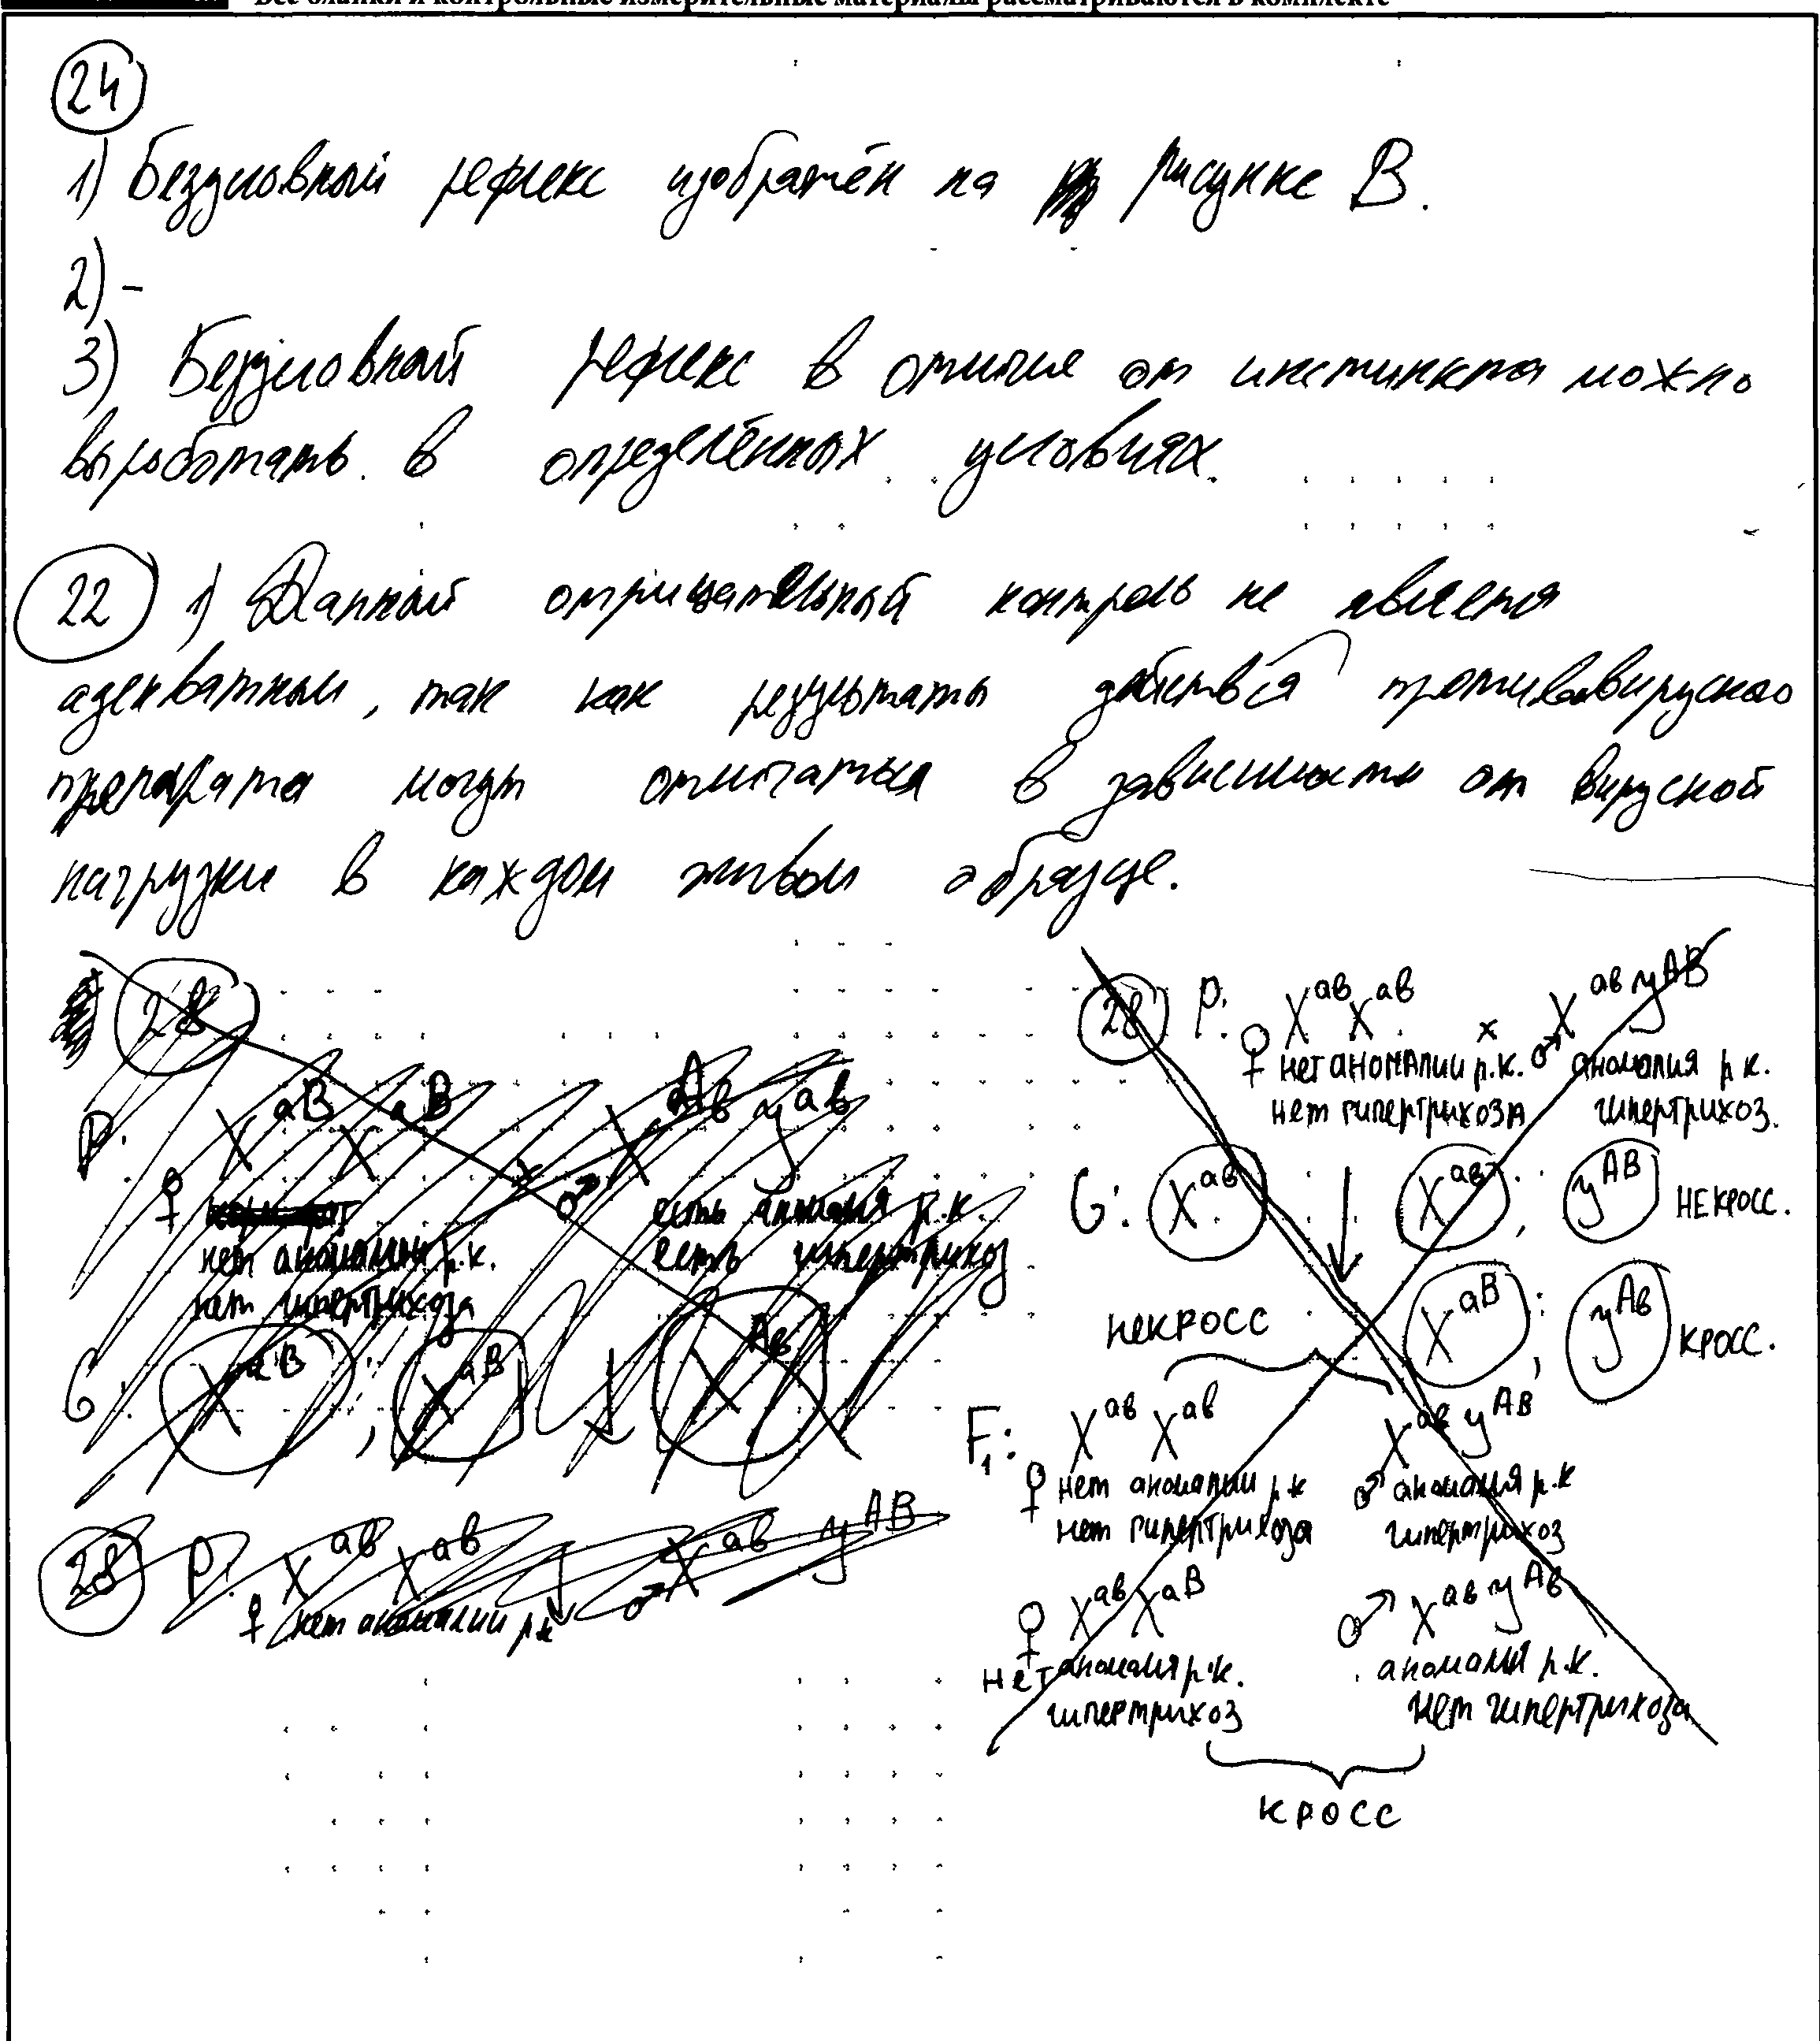 Все бланки и контрольные измерительные материалы рассматриваются в комплекте
24
1) Безусловный рефлекс изображён на рисунке В.
2) -
3) Безусловный рефлекс в отличие от инстинкта можно
выработать в определённых условиях.
22 1) Данный отрицательный контроль не является
адекватным, так как результаты действия противовирусного
препарата могут отличаться в зависимости от вирусной
нагрузки в каждом живом образце.
28
P: ♀ X^aB X^aB x ♂ X^Ab y^ab
нет аномалии р.к. есть аномалия р.к.
нет гипертрихоза есть гипертрихоз
G: X^aB ; X^aB ↓ X^Ab
28 P: ♀ X^ab X^ab ↓ ♂ X^ab y^AB
нет аномалии р.к
28 P: ♀ X^ab X^ab x ♂ X^ab y^AB
нет аномалии р.к. аномалия р.к.
нет гипертрихоза гипертрихоз.
G: X^ab ↓ X^ab ; y^AB некросс.
X^aB ; y^Ab кросс.
некросс
F1: X^ab X^ab X^ab y^AB
♀ нет аномалии р.к ♂ аномалия р.к
нет гипертрихоза гипертрихоз
♀ X^ab X^aB ♂ X^ab y^Ab
нет аномалия р.к. аномалия р.к.
гипертрихоз нет гипертрихоза
кросс